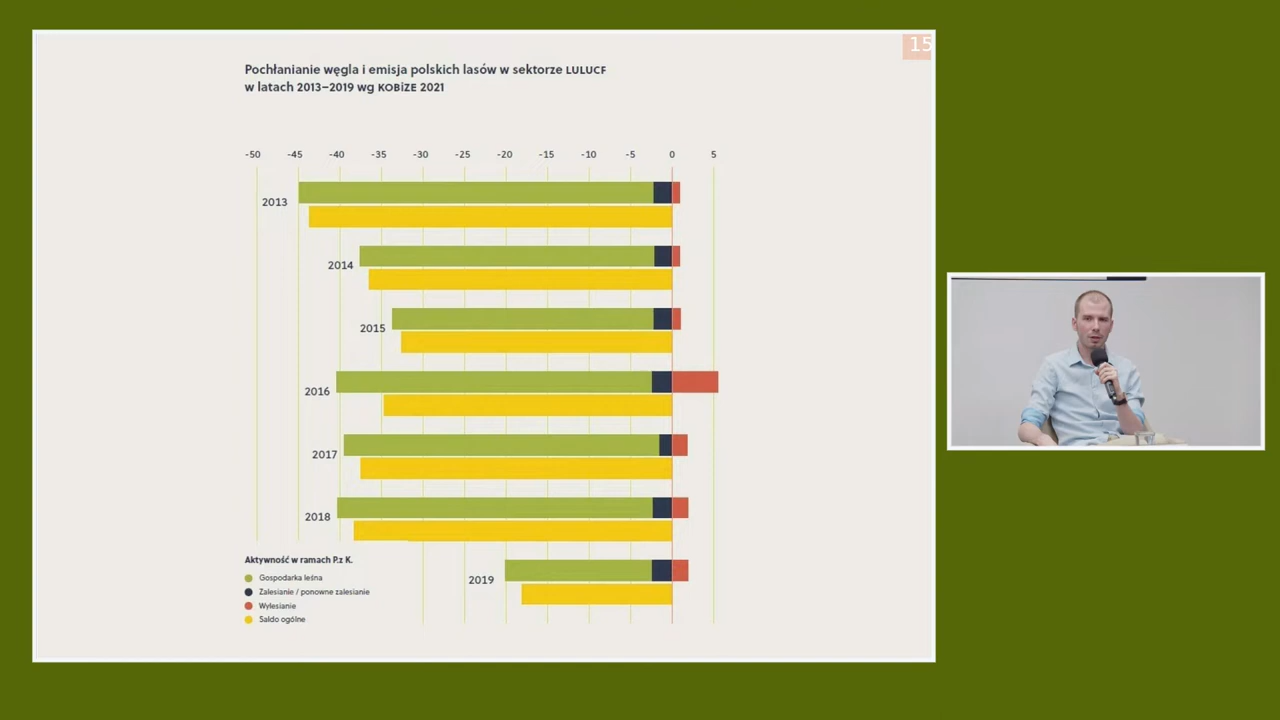 15
Pochłanianie węgla i emisja polskich lasów w sektorze LULUCF
w latach 2013–2019 wg KOBiZE 2021
-50 -45 -40 -35 -30 -25 -20 -15 -10 -5 0 5
2013
2014
2015
2016
2017
2018
2019
Aktywność w ramach P.z K.
Gospodarka leśna
Zalesianie / ponowne zalesianie
Wylesianie
Saldo ogólne